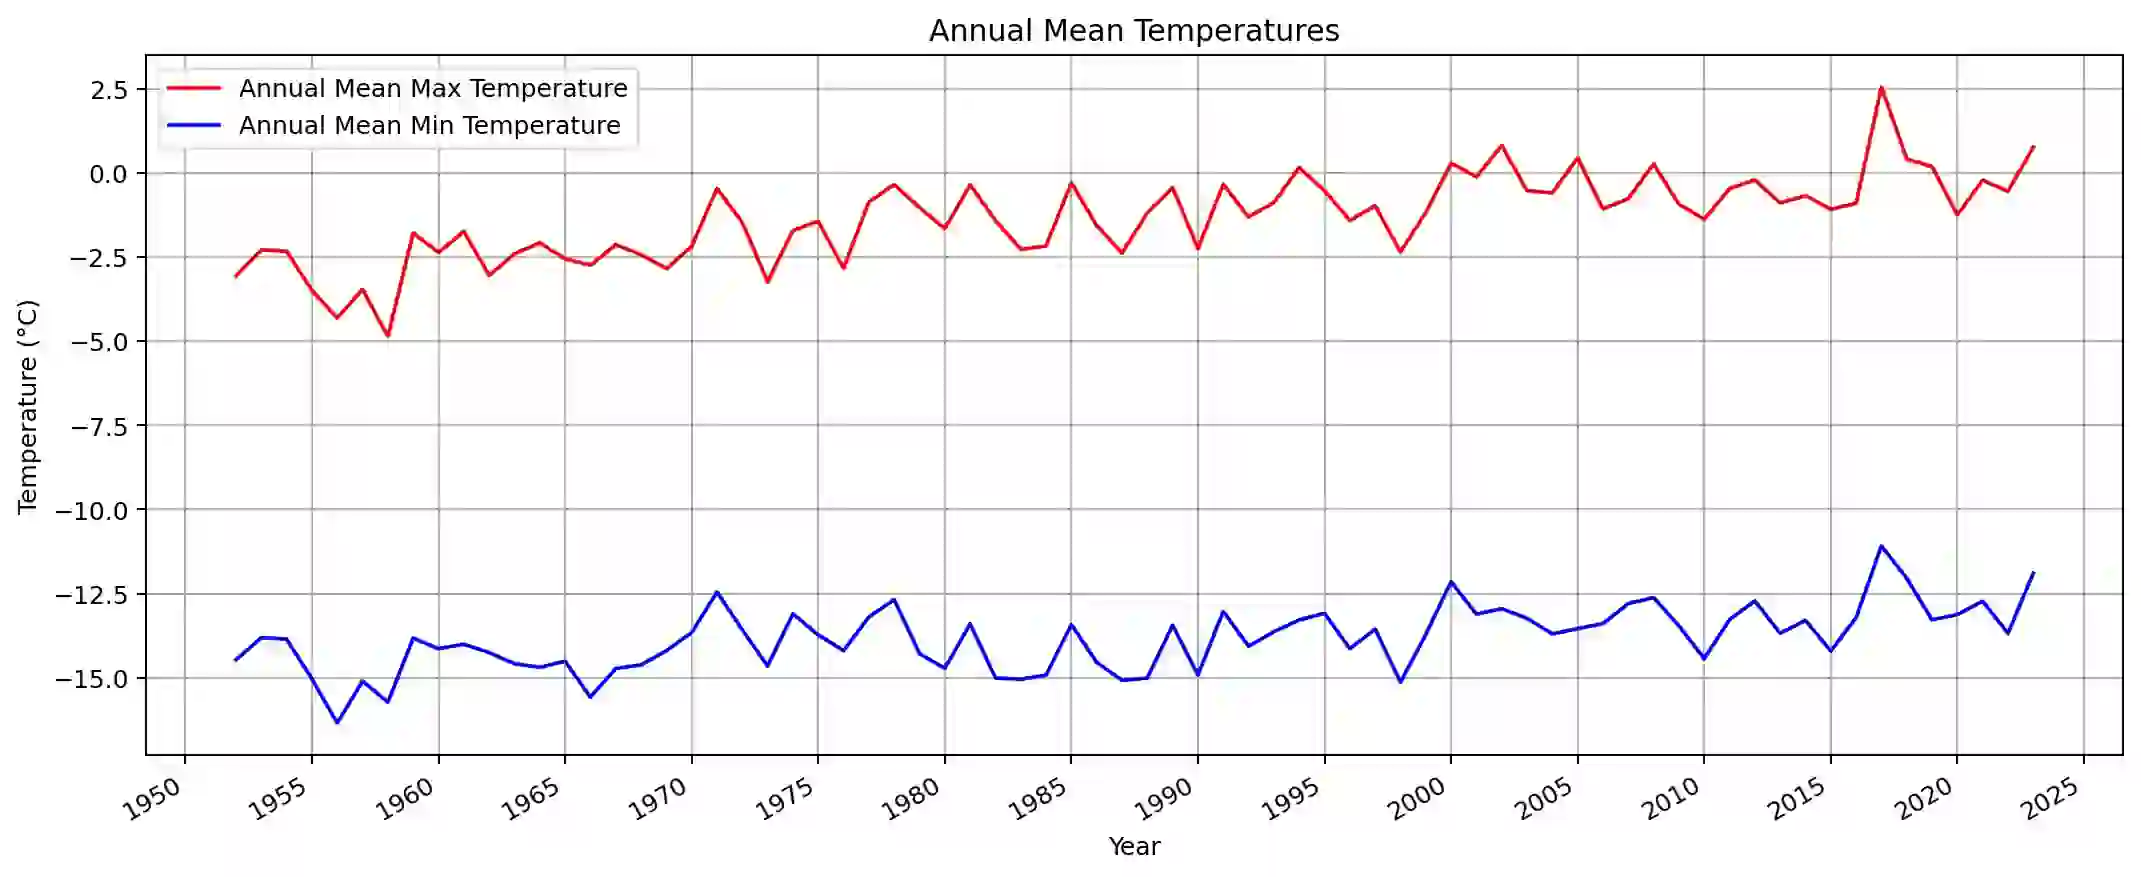 Annual Mean Temperatures
Annual Mean Max Temperature
Annual Mean Min Temperature
2.5
0.0
−2.5
−5.0
−7.5
−10.0
−12.5
−15.0
Temperature (°C)
1950 1955 1960 1965 1970 1975 1980 1985 1990 1995 2000 2005 2010 2015 2020 2025
Year